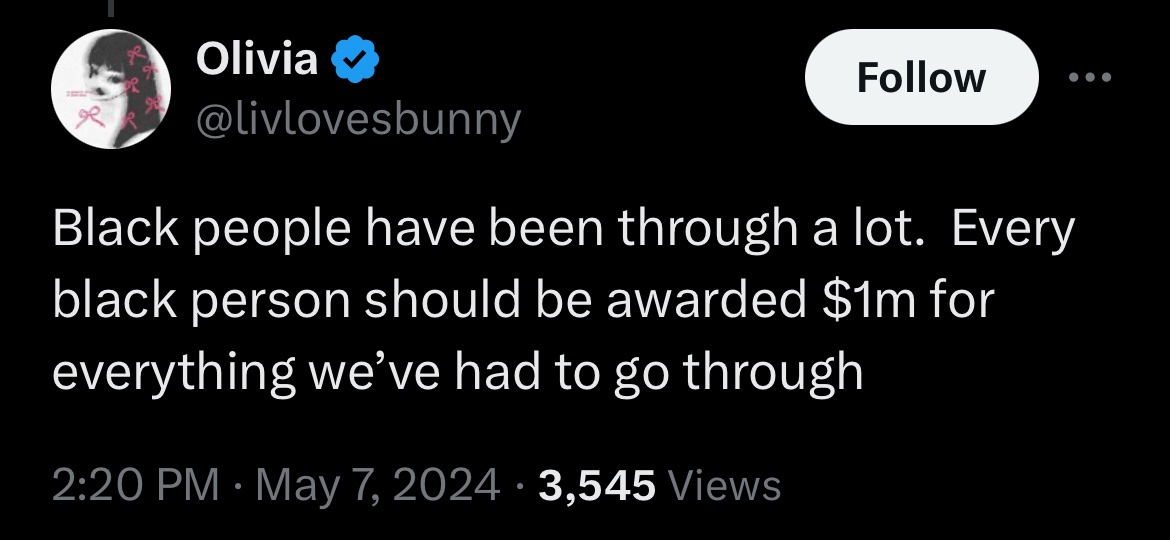 Olivia
@livlovesbunny
Follow
Black people have been through a lot.  Every
black person should be awarded $1m for
everything we’ve had to go through
2:20 PM · May 7, 2024 · 3,545 Views